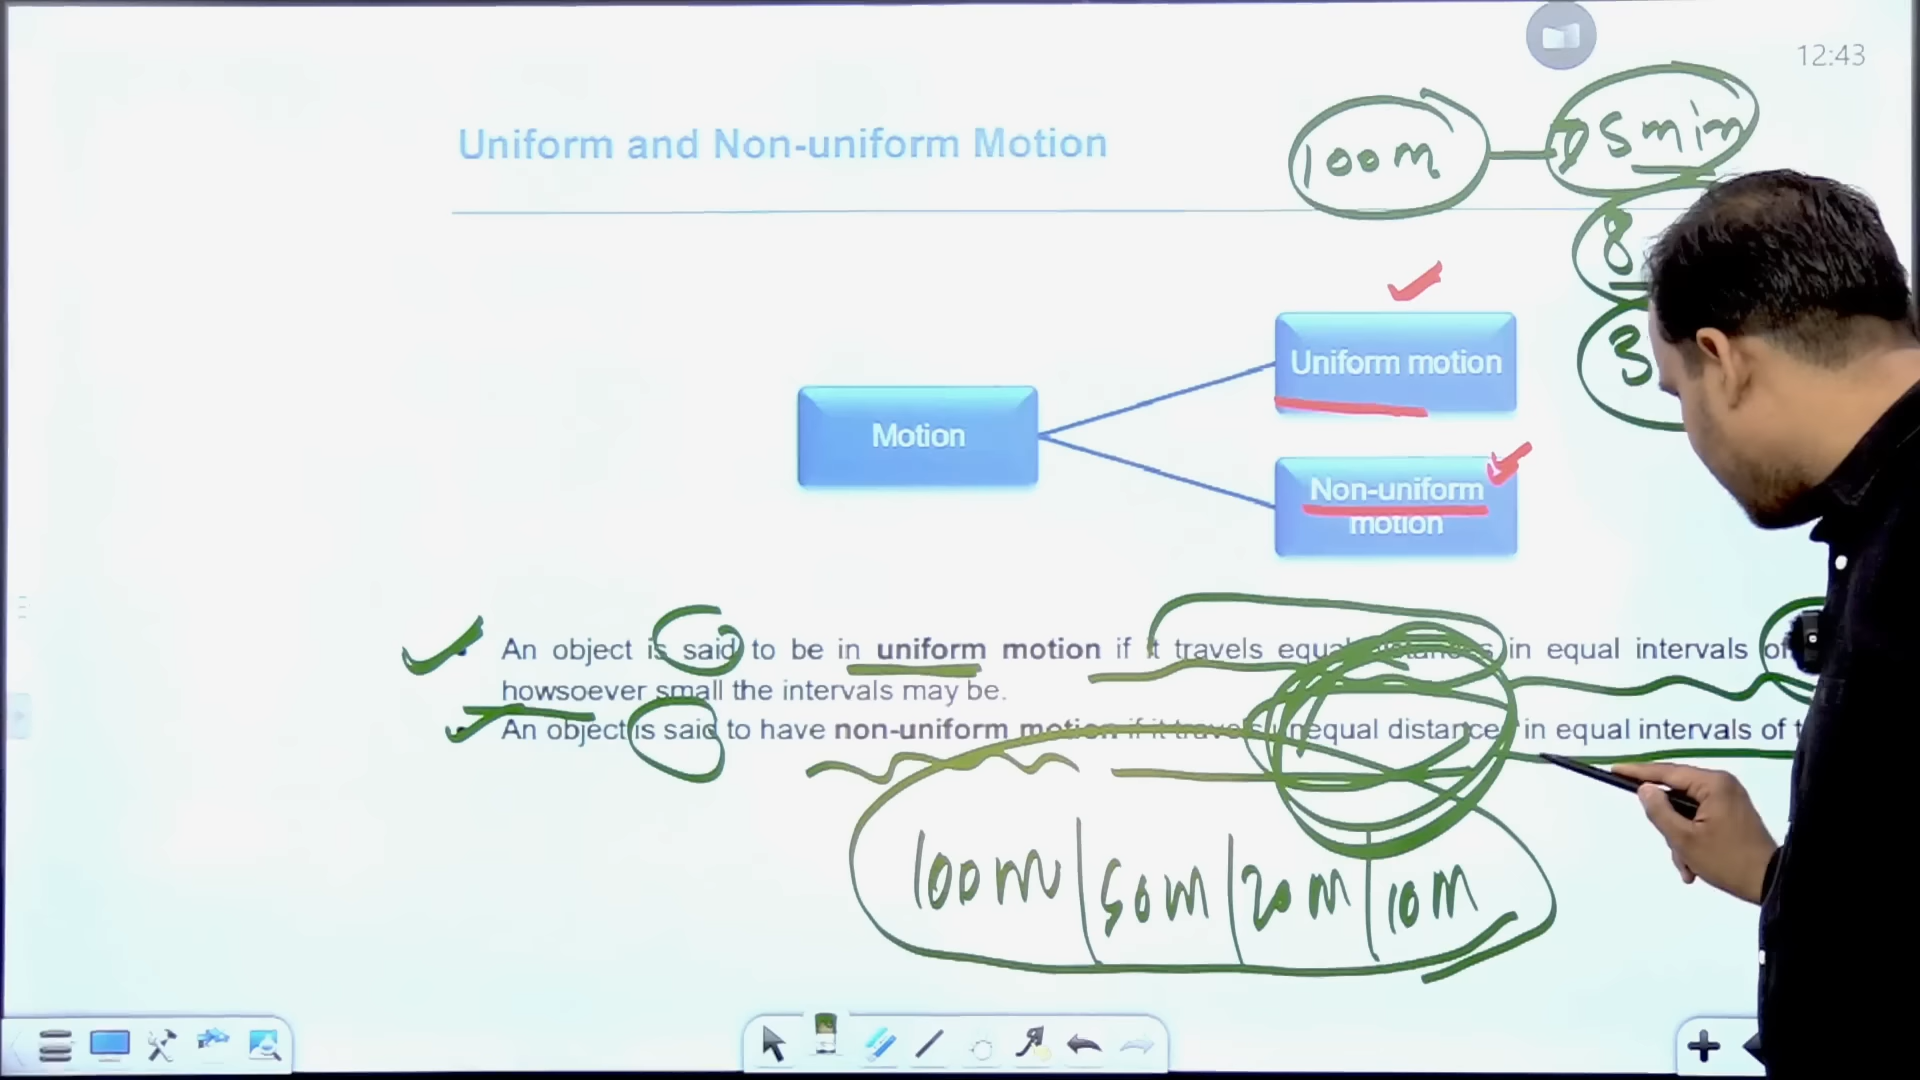 12:43
Uniform and Non-uniform Motion
100m
5min
8
3
Uniform motion
Motion
Non-uniform
motion
An object is said to be in uniform motion if it travels equal distances in equal intervals of
howsoever small the intervals may be.
An object is said to have non-uniform motion if it travels unequal distances in equal intervals of t
100m 50m 20m 10m